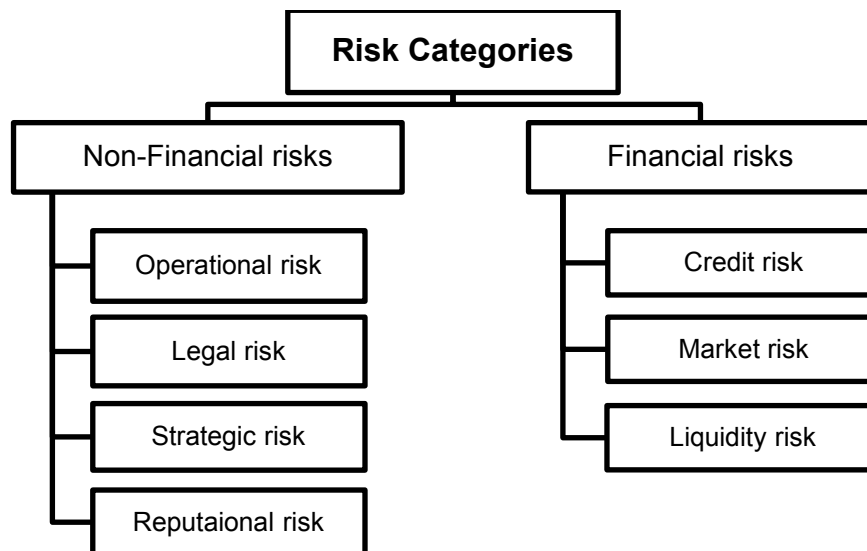 Risk Categories
Non-Financial risks
Operational risk
Legal risk
Strategic risk
Reputaional risk
Financial risks
Credit risk
Market risk
Liquidity risk